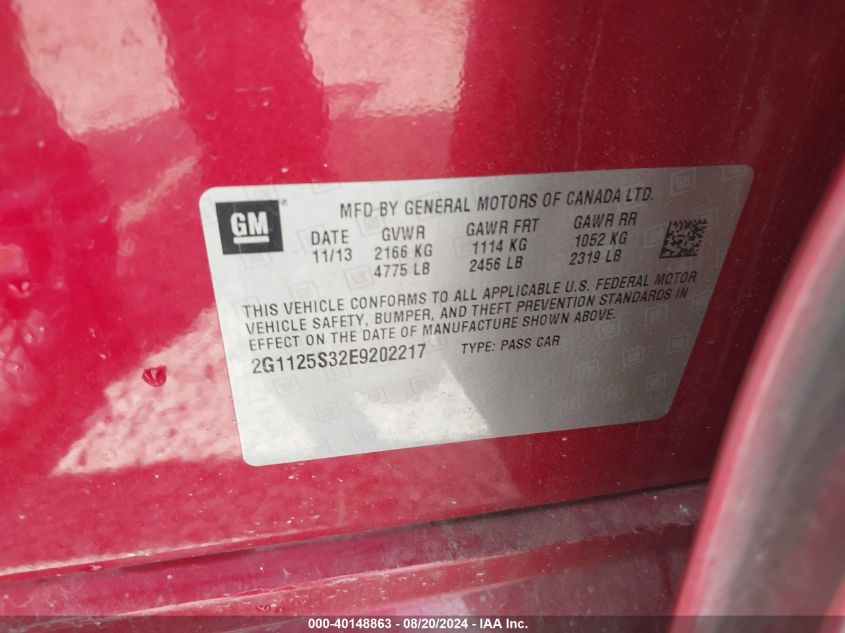 GM
MFD BY GENERAL MOTORS OF CANADA LTD.
DATE GVWR GAWR FRT GAWR RR
11/13 2166 KG 1114 KG 1052 KG
4775 LB 2456 LB 2319 LB
THIS VEHICLE CONFORMS TO ALL APPLICABLE U.S. FEDERAL MOTOR
VEHICLE SAFETY, BUMPER, AND THEFT PREVENTION STANDARDS IN
EFFECT ON THE DATE OF MANUFACTURE SHOWN ABOVE.
2G1125S32E9202217 TYPE: PASS CAR
000-40148863 - 08/20/2024 - IAA Inc.